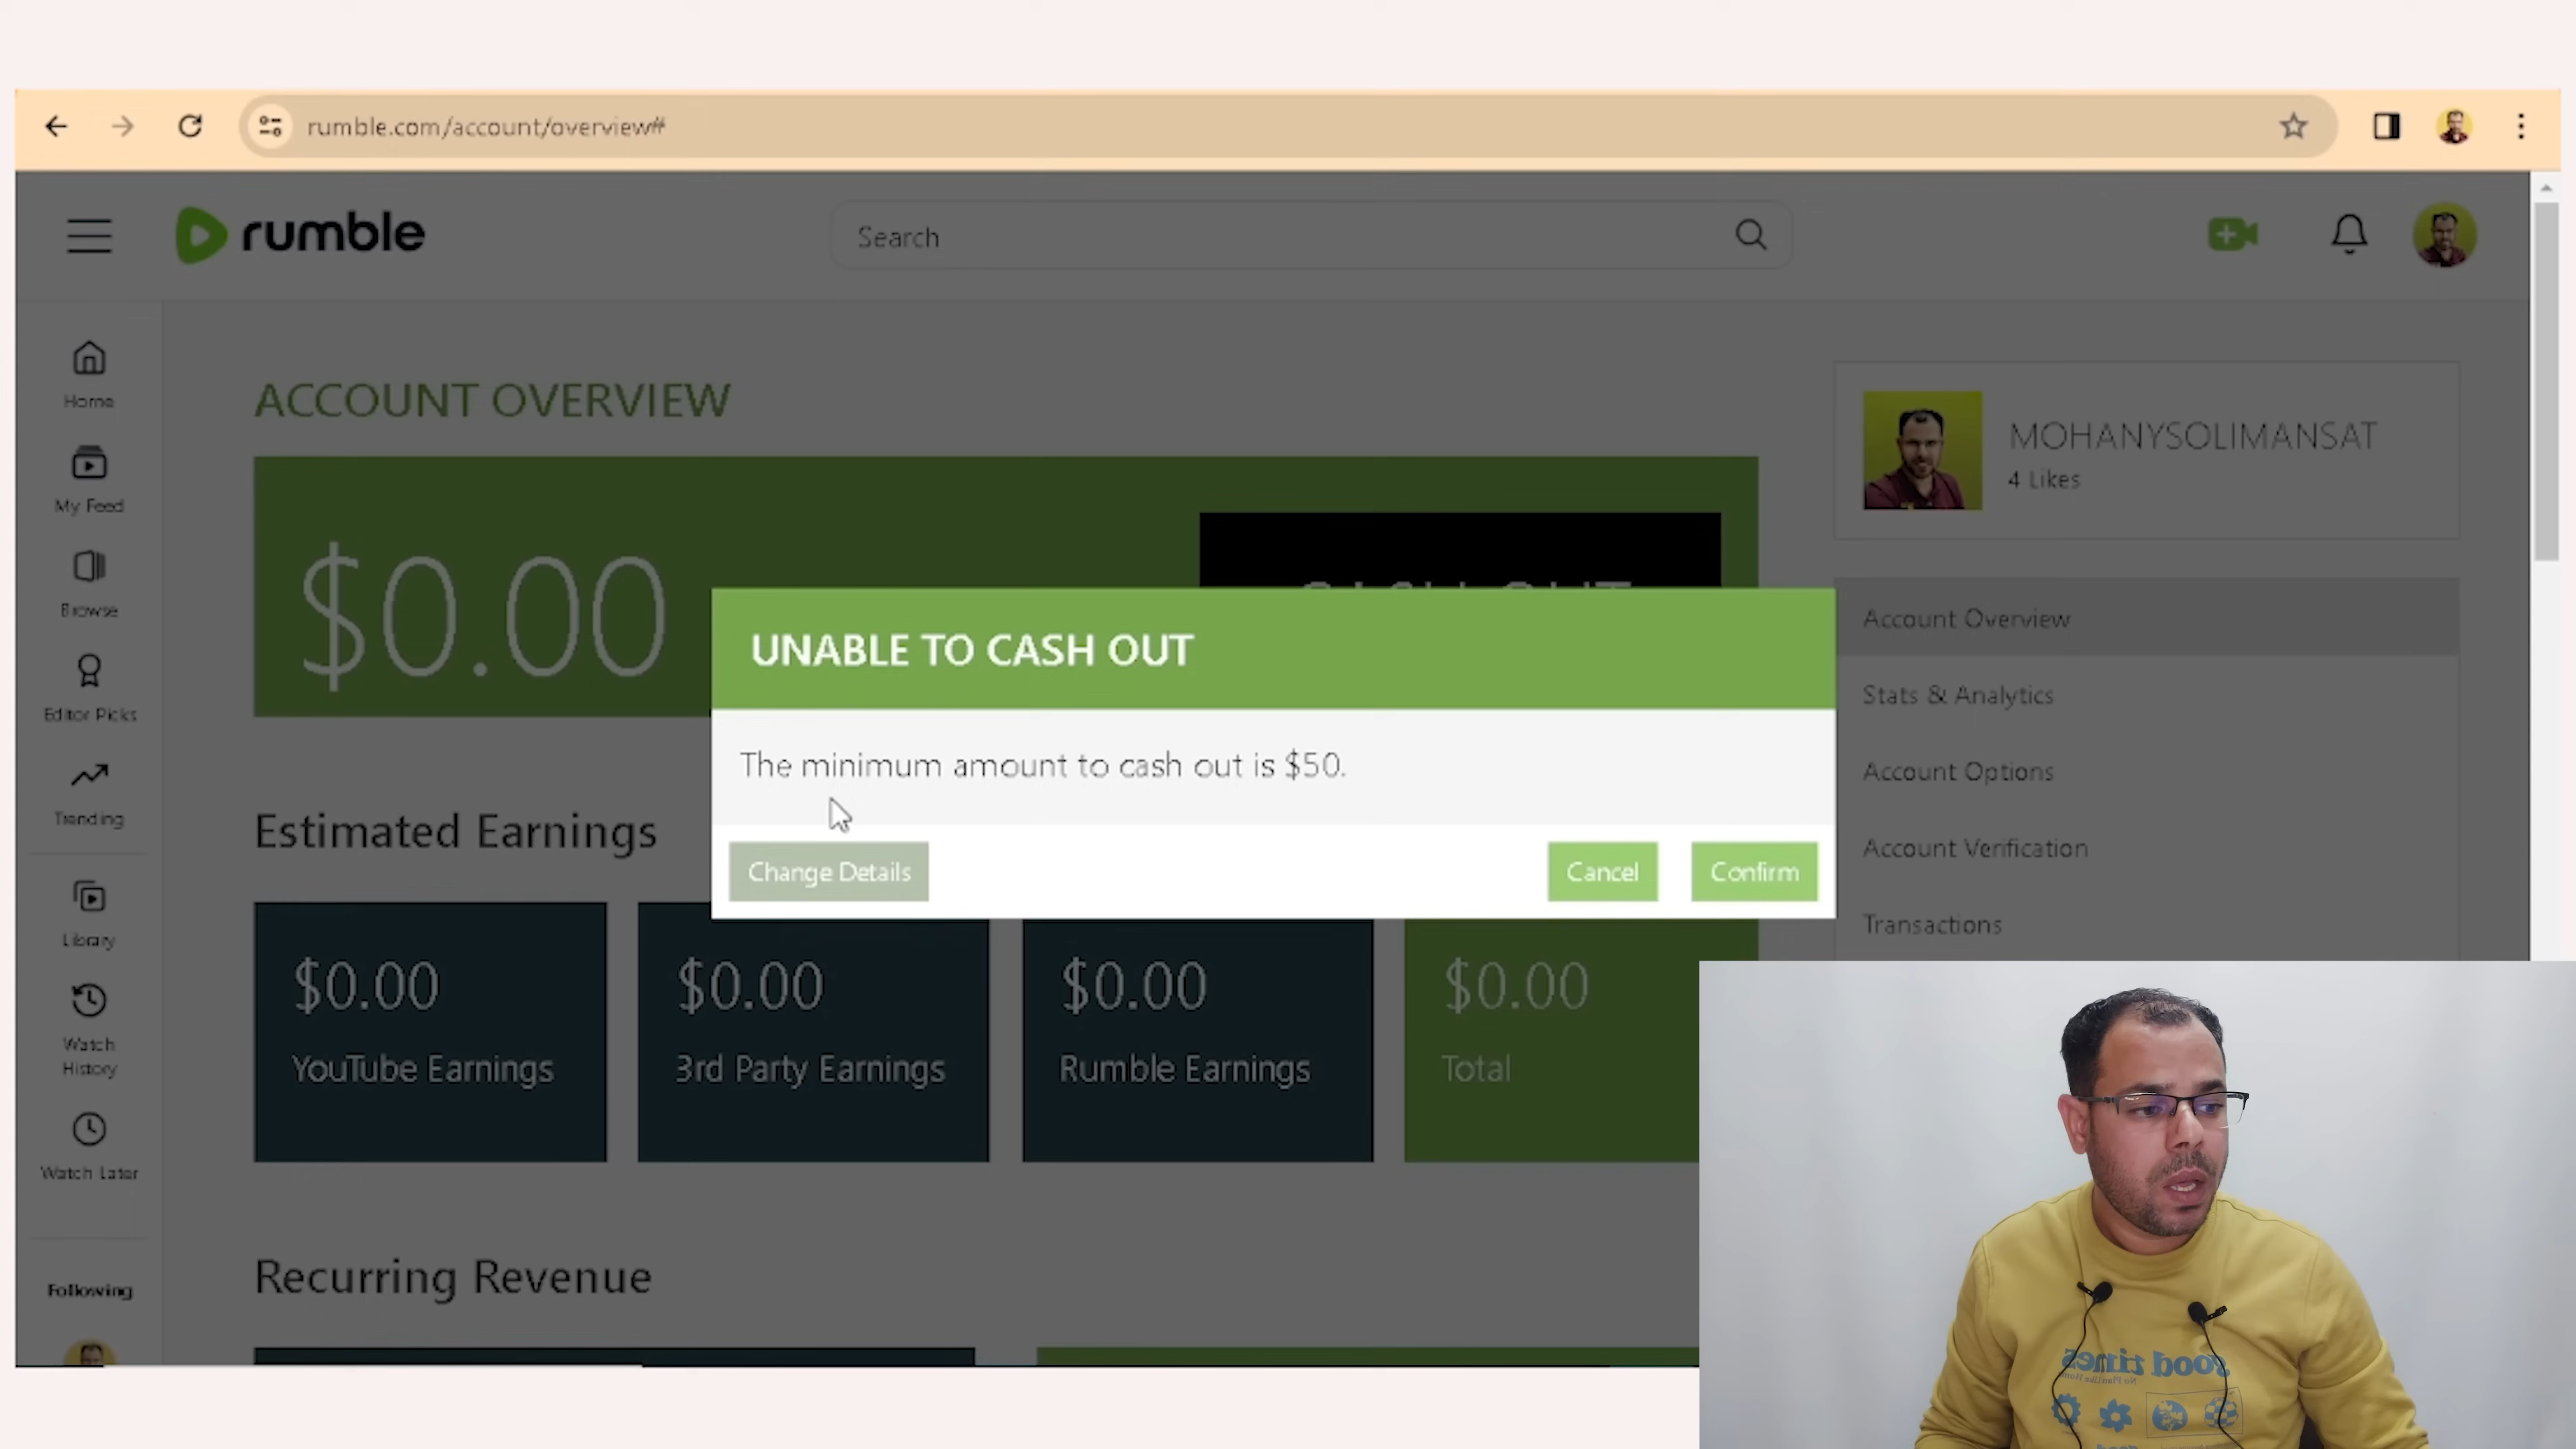 rumble.com/account/overview#
rumble
Search
Home
My Feed
Browse
Editor Picks
Trending
Library
Watch
History
Watch Later
Following
ACCOUNT OVERVIEW
$0.00
CASH OUT
UNABLE TO CASH OUT
The minimum amount to cash out is $50.
Change Details
Cancel
Confirm
Estimated Earnings
$0.00
YouTube Earnings
$0.00
3rd Party Earnings
$0.00
Rumble Earnings
$0.00
Total
Recurring Revenue
MOHANYSOLIMANSAT
4 Likes
Account Overview
Stats & Analytics
Account Options
Account Verification
Transactions
good times